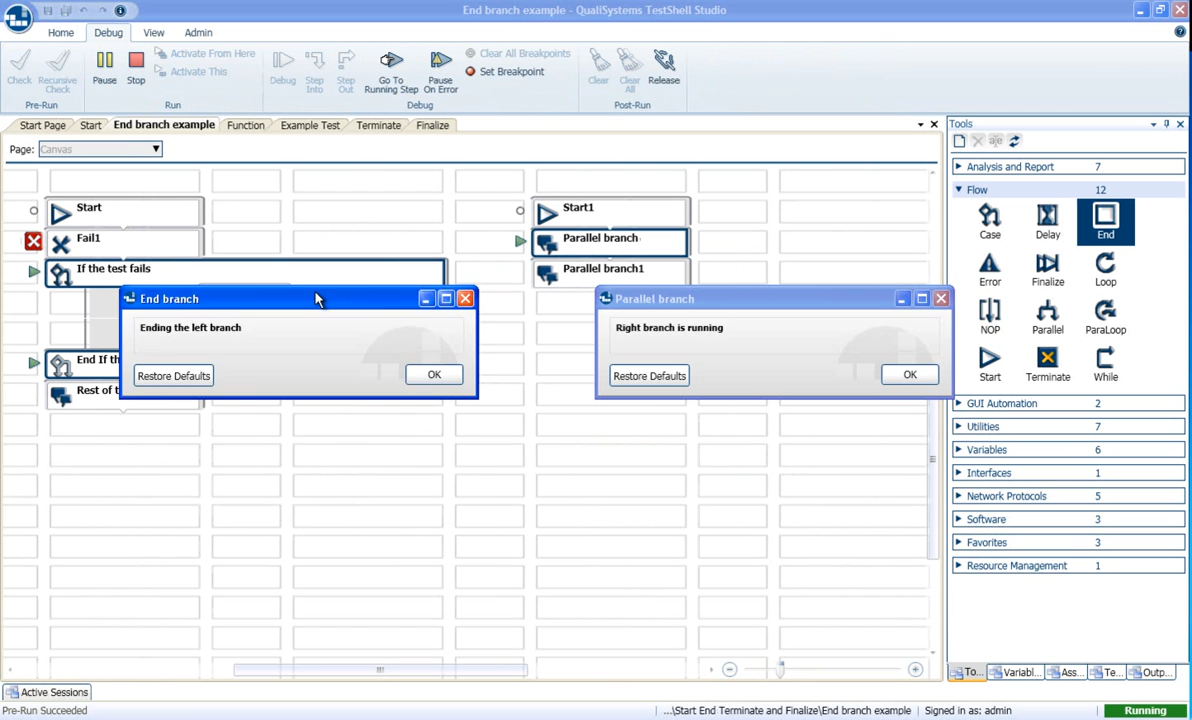 End branch example - QualiSystems TestShell Studio
Home Debug View Admin
Check
Recursive Check
Pre-Run
Pause
Stop
Activate From Here
Activate This
Run
Debug
Step Into
Step Out
Go To Running Step
Pause On Error
Clear All Breakpoints
Set Breakpoint
Debug
Clear
Clear All
Release
Post-Run
Start Page Start End branch example Function Example Test Terminate Finalize
Page: Canvas
Start
Fail1
If the test fails
End If th
Rest of t
Start1
Parallel branch
Parallel branch1
End branch
Ending the left branch
Restore Defaults OK
Parallel branch
Right branch is running
Restore Defaults OK
Tools
Analysis and Report 7
Flow 12
Case Delay End
Error Finalize Loop
NOP Parallel ParaLoop
Start Terminate While
GUI Automation 2
Utilities 7
Variables 6
Interfaces 1
Network Protocols 5
Software 3
Favorites 3
Resource Management 1
To... Variabl... Ass... Te... Outp...
Active Sessions
Pre-Run Succeeded
...\Start End Terminate and Finalize\End branch example Signed in as: admin Running